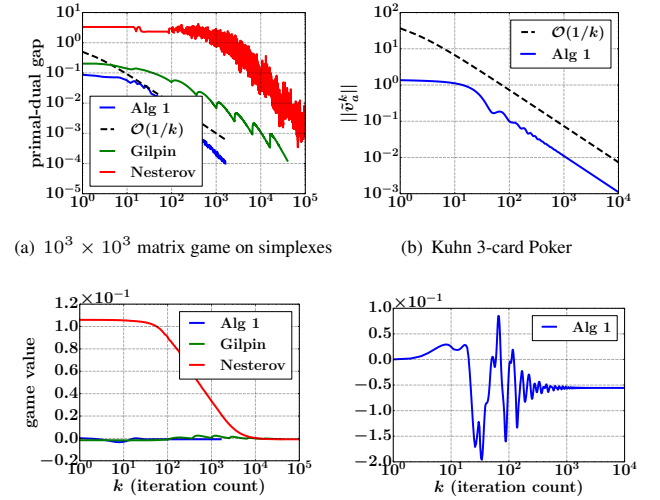 10^1
10^0
10^-1
10^-2
10^-3
10^-4
10^-5
primal-dual gap
Alg 1
O(1/k)
Gilpin
Nesterov
10^0 10^1 10^2 10^3 10^4 10^5
(a) 10^3 × 10^3 matrix game on simplexes
10^2
10^1
10^0
10^-1
10^-2
10^-3
||ṽ_a^k||
O(1/k)
Alg 1
10^0 10^1 10^2 10^3 10^4
(b) Kuhn 3-card Poker
×10^-1
1.2
1.0
0.8
0.6
0.4
0.2
0.0
−0.2
game value
Alg 1
Gilpin
Nesterov
10^0 10^1 10^2 10^3 10^4 10^5
k (iteration count)
×10^-1
1.0
0.5
0.0
−0.5
−1.0
−1.5
−2.0
Alg 1
10^0 10^1 10^2 10^3 10^4
k (iteration count)